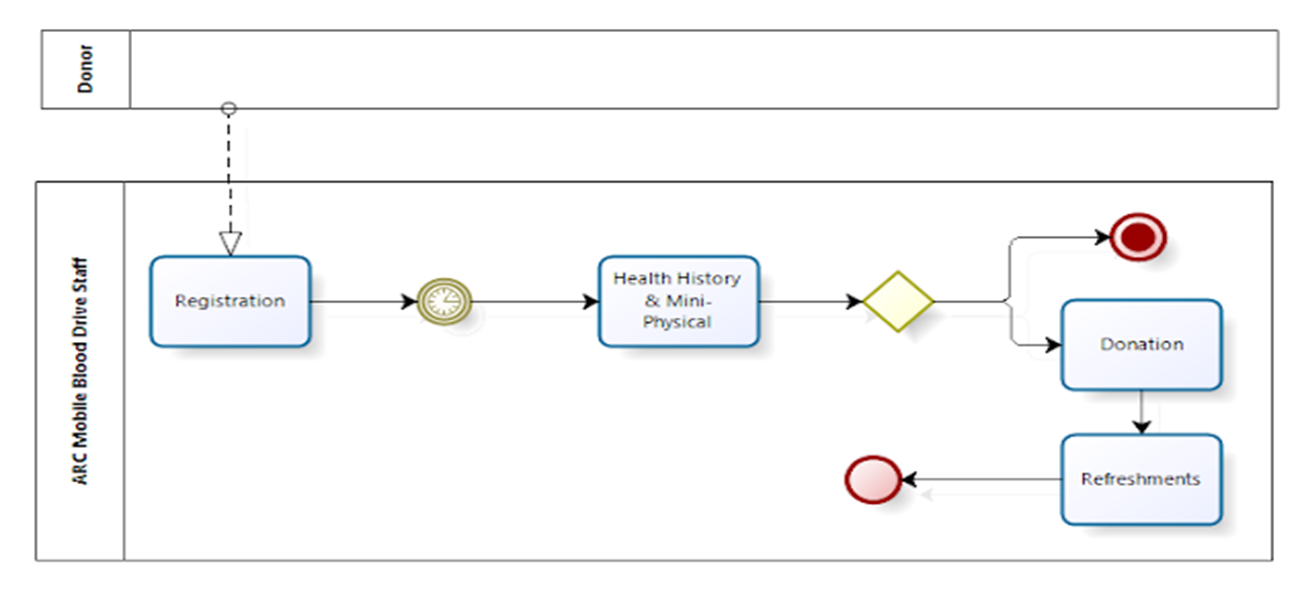 Donor
ARC Mobile Blood Drive Staff
Registration
Health History
& Mini-
Physical
Donation
Refreshments